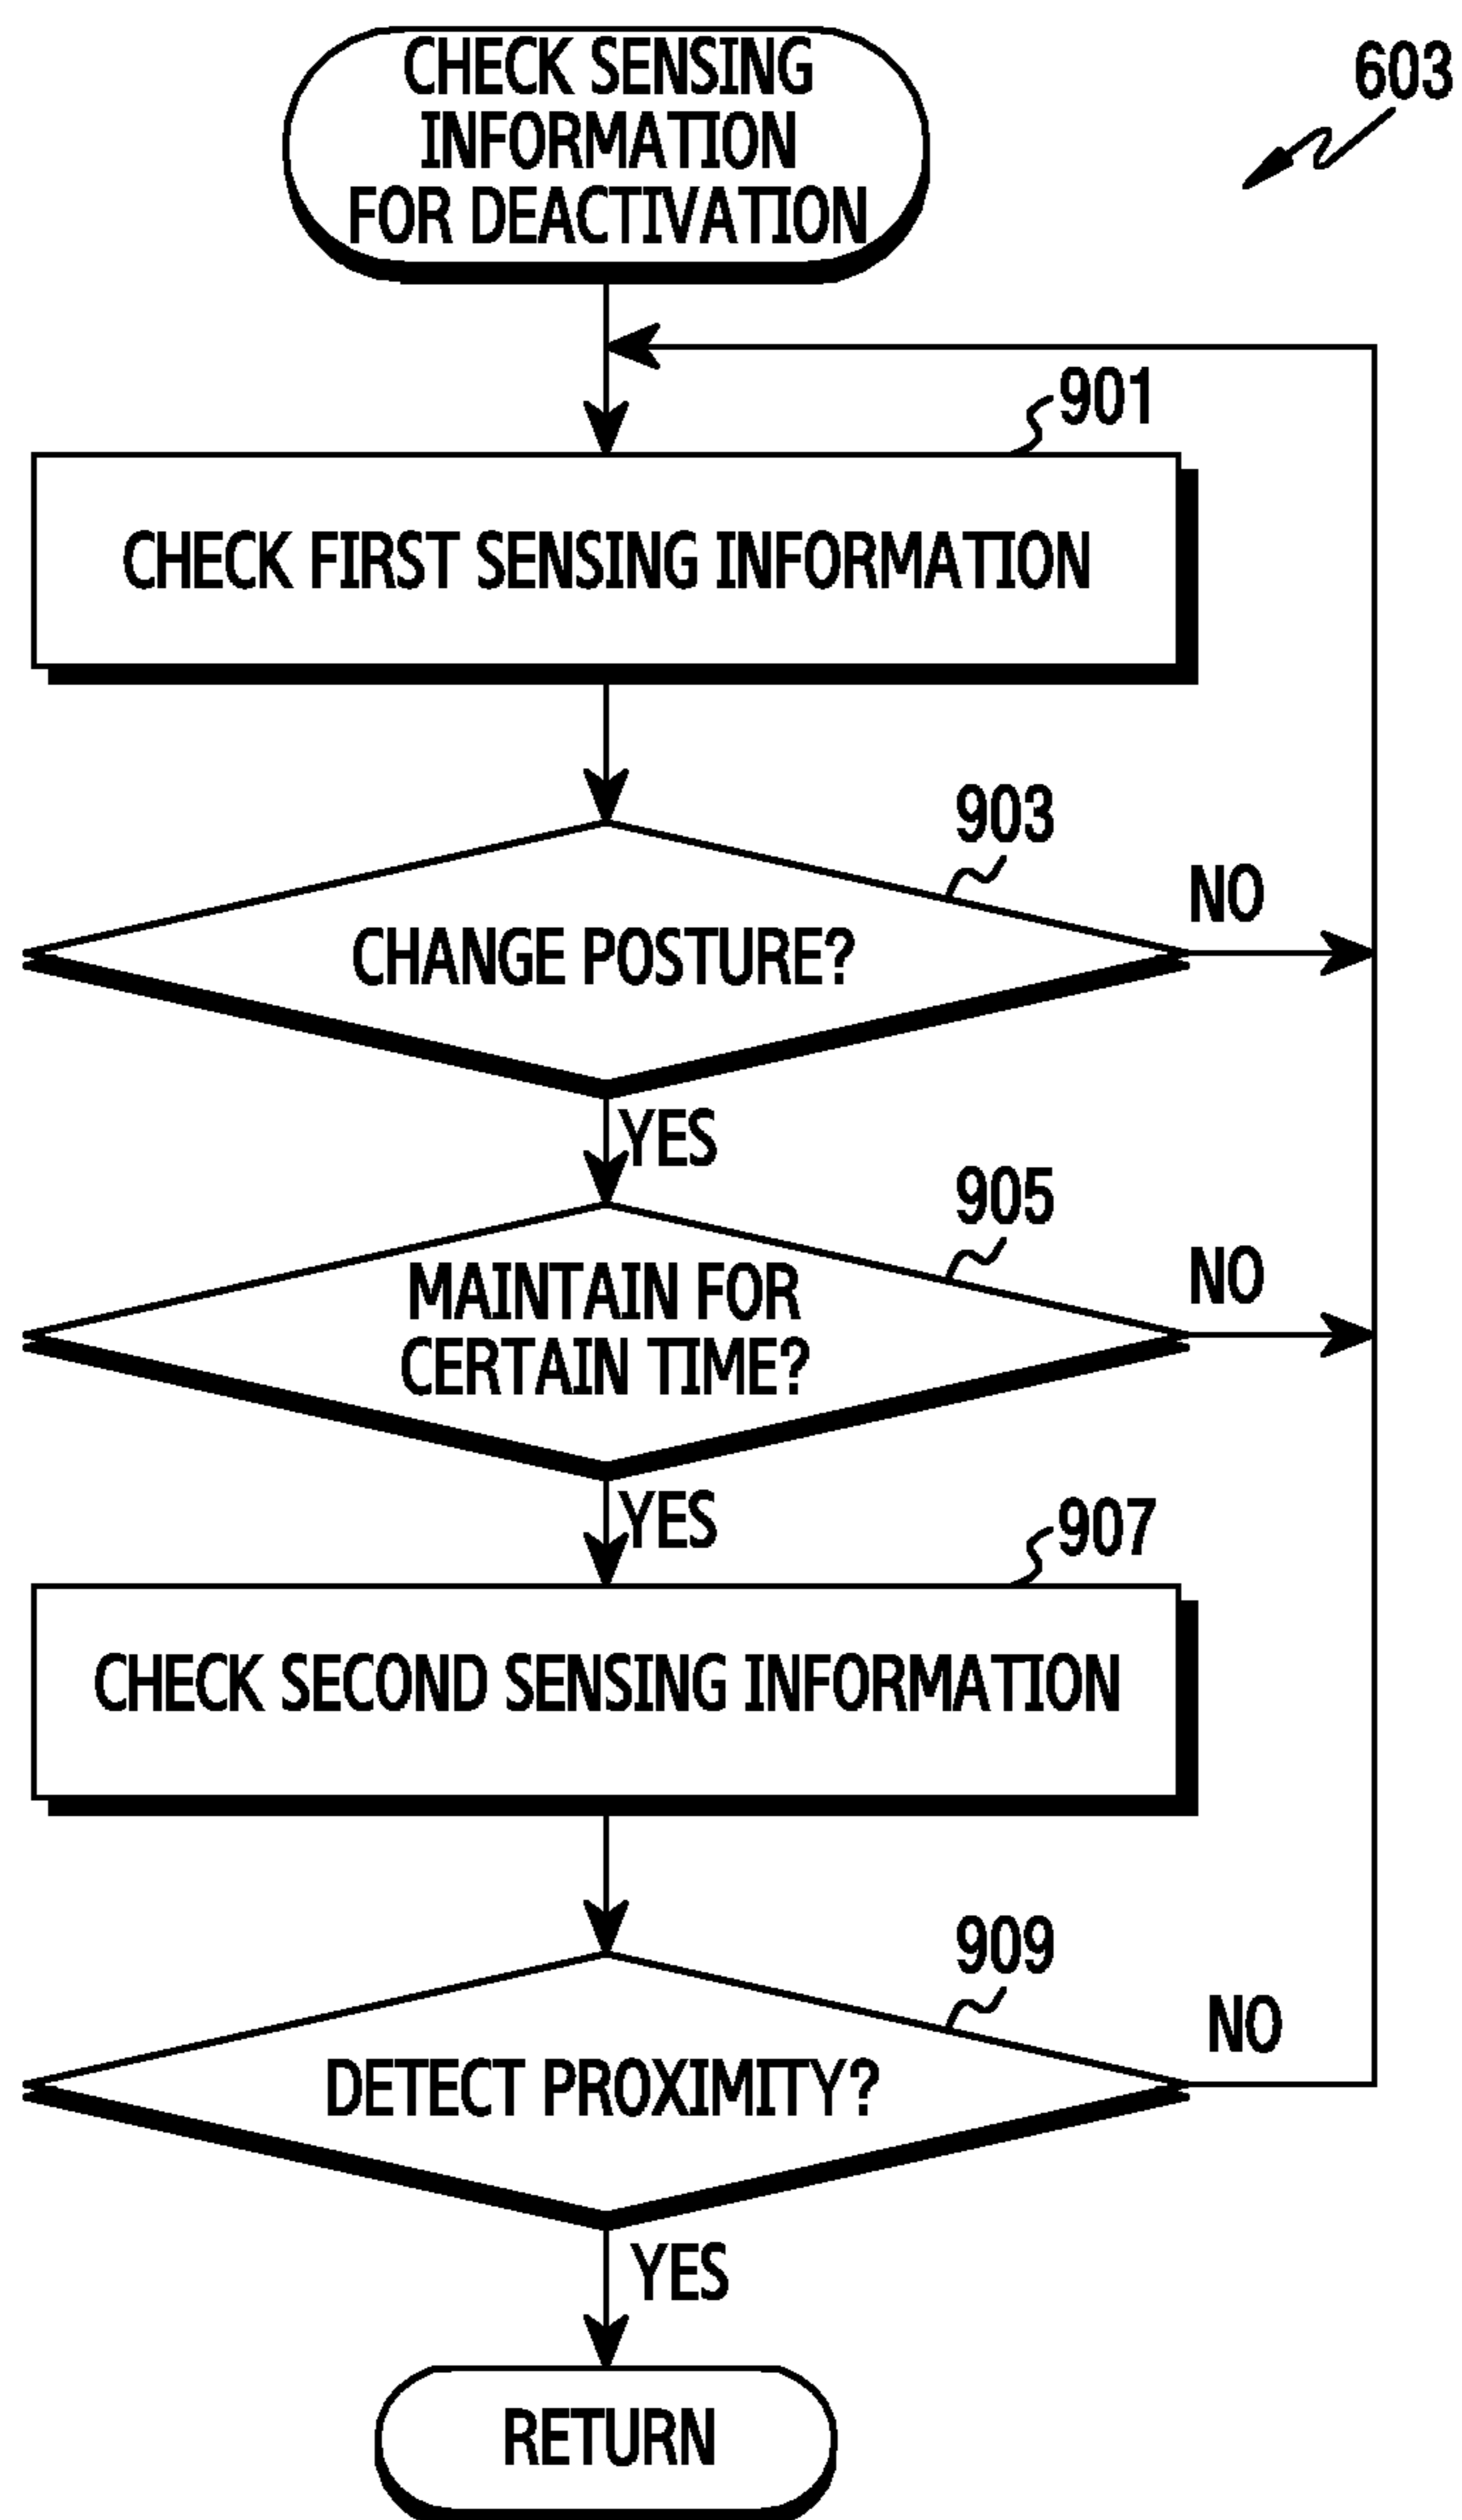 CHECK SENSING
INFORMATION
FOR DEACTIVATION
603
901
CHECK FIRST SENSING INFORMATION
903
CHANGE POSTURE?
NO
YES
905
MAINTAIN FOR
CERTAIN TIME?
NO
YES
907
CHECK SECOND SENSING INFORMATION
909
DETECT PROXIMITY?
NO
YES
RETURN